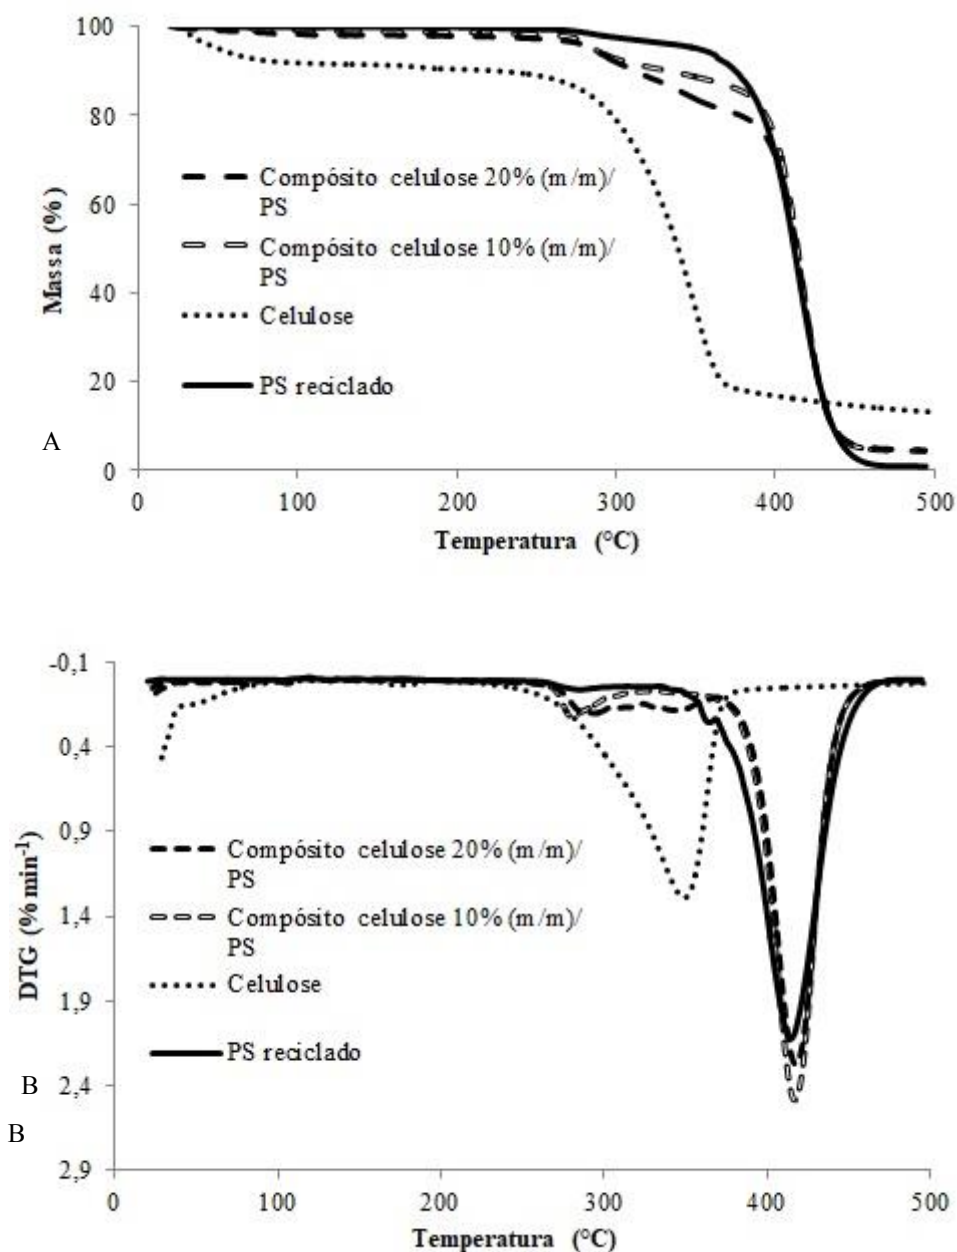 100
80
60
40
20
0
Massa (%)
Compósito celulose 20% (m/m)/
PS
Compósito celulose 10% (m/m)/
PS
Celulose
PS reciclado
A
0 100 200 300 400 500
Temperatura (°C)
-0,1
0,4
0,9
1,4
1,9
2,4
2,9
DTG (% min-1)
Compósito celulose 20% (m/m)/
PS
Compósito celulose 10% (m/m)/
PS
Celulose
PS reciclado
B
B
0 100 200 300 400 500
Temperatura (°C)